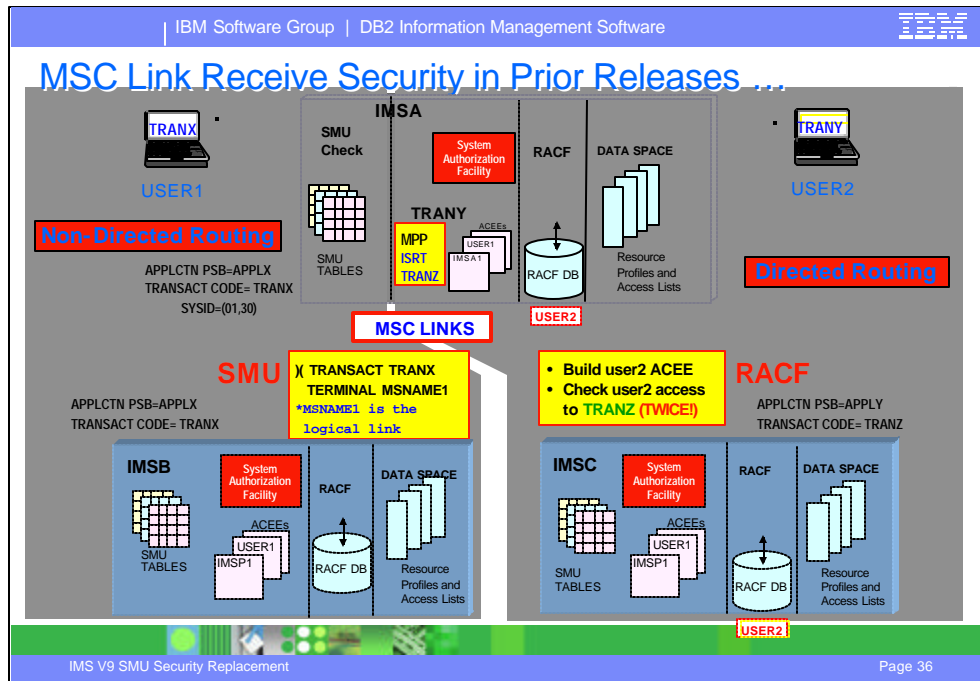 IBM Software Group | DB2 Information Management Software
IBM
MSC Link Receive Security in Prior Releases …
IMSA
TRANX
USER1
SMU
Check
System
Authorization
Facility
RACF
DATA SPACE
TRANY
USER2
Non-Directed Routing
APPLCTN PSB=APPLX
TRANSACT CODE= TRANX
SYSID=(01,30)
SMU
TABLES
TRANY
MPP
ISRT
TRANZ
ACEEs
USER1
IMSA1
RACF DB
USER2
Resource
Profiles and
Access Lists
Directed Routing
MSC LINKS
SMU
)( TRANSACT TRANX
TERMINAL MSNAME1
*MSNAME1 is the
logical link
APPLCTN PSB=APPLX
TRANSACT CODE= TRANX
• Build user2 ACEE
• Check user2 access
to TRANZ (TWICE!)
RACF
APPLCTN PSB=APPLY
TRANSACT CODE= TRANZ
IMSB
System
Authorization
Facility
RACF
DATA SPACE
SMU
TABLES
ACEEs
USER1
IMSP1
RACF DB
Resource
Profiles and
Access Lists
IMSC
System
Authorization
Facility
RACF
DATA SPACE
SMU
TABLES
ACEEs
USER1
IMSP1
RACF DB
Resource
Profiles and
Access Lists
USER2
IMS V9 SMU Security Replacement
Page 36